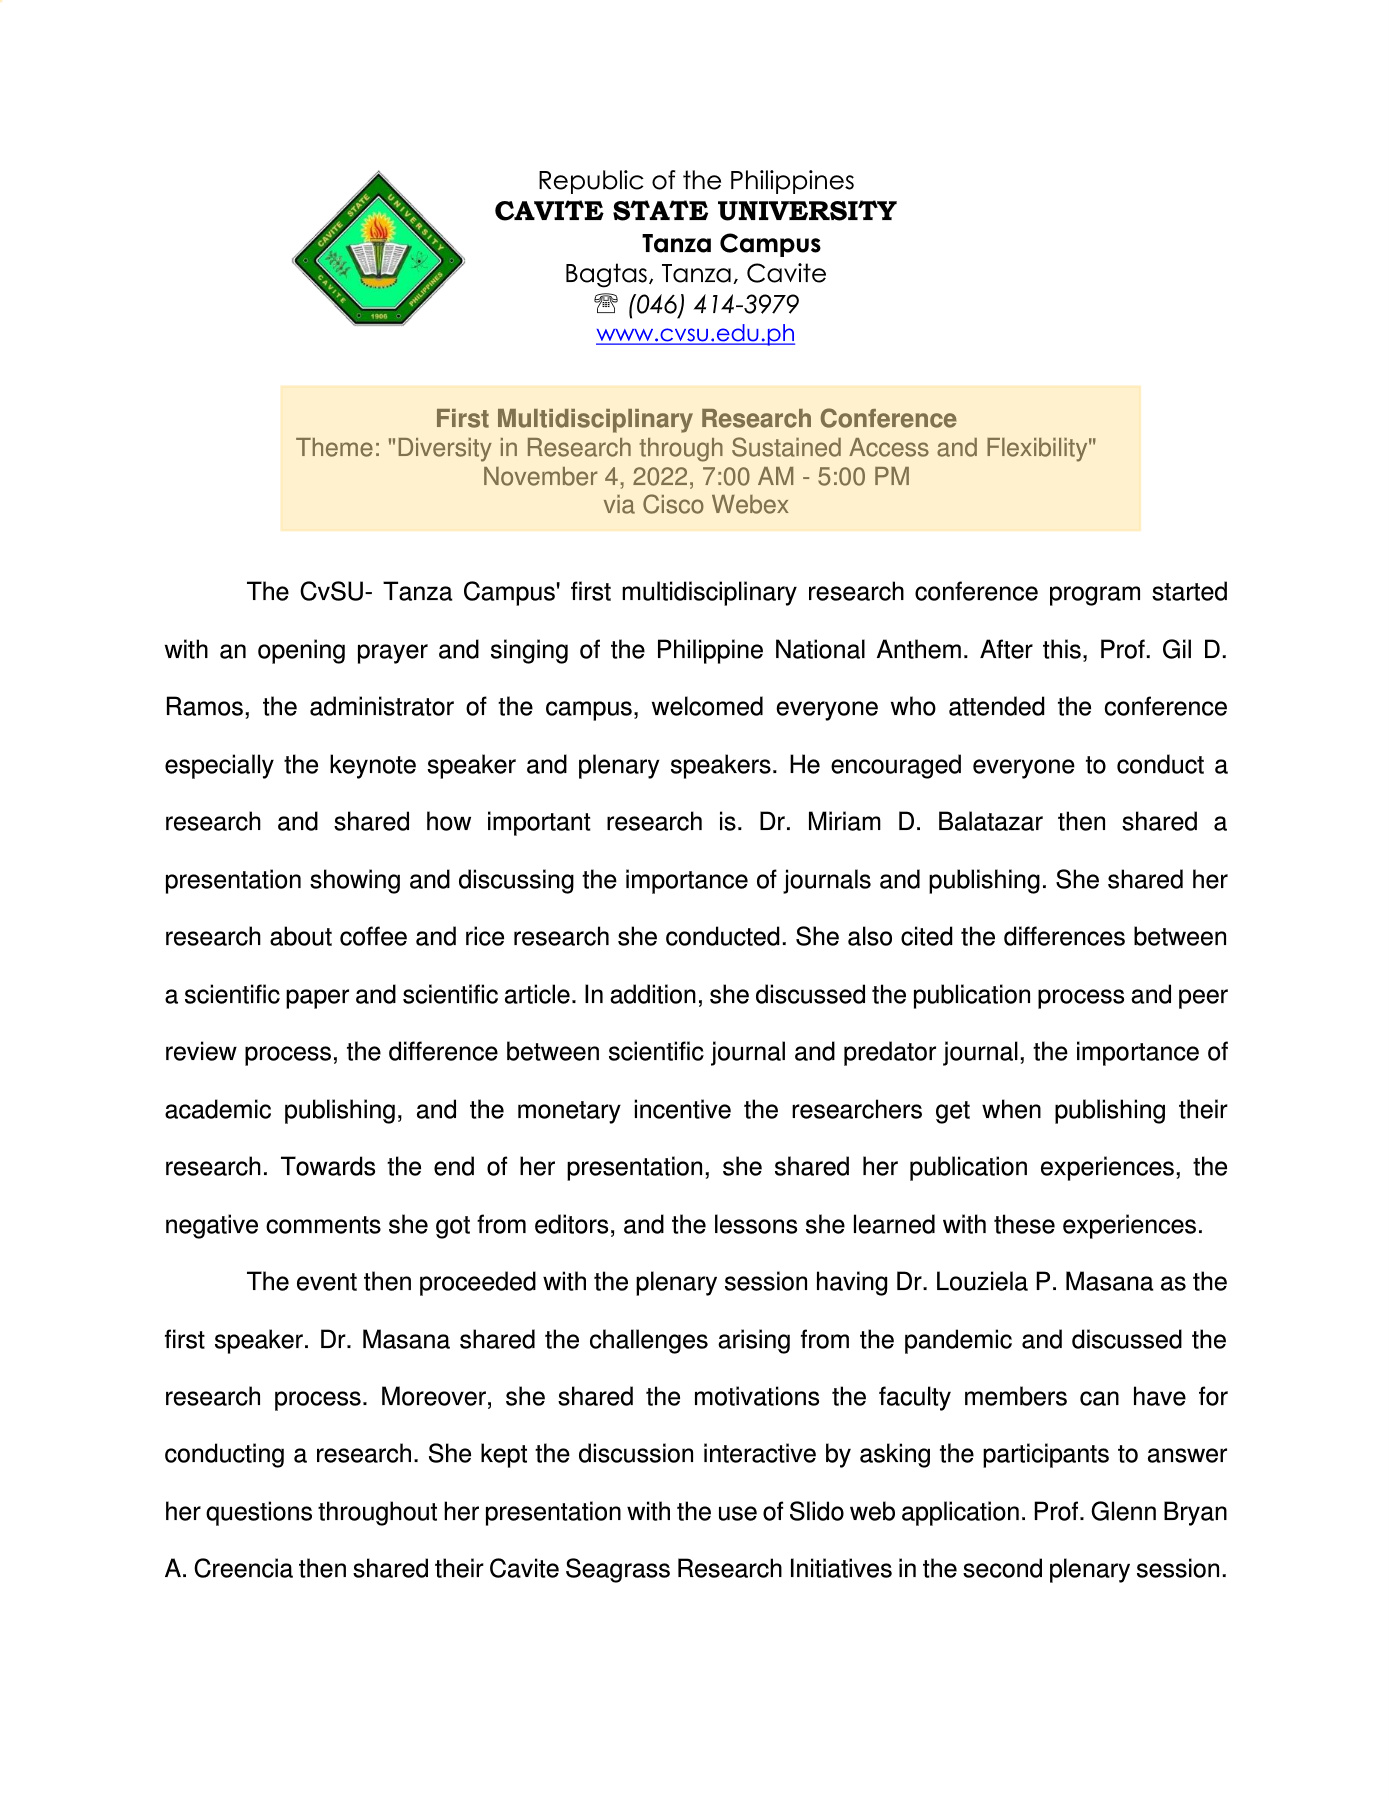 CAVITE STATE UNIVERSITY
CAVITE PHILIPPINES
1906
Republic of the Philippines
CAVITE STATE UNIVERSITY
Tanza Campus
Bagtas, Tanza, Cavite
☏ (046) 414-3979
www.cvsu.edu.ph
First Multidisciplinary Research Conference
Theme: "Diversity in Research through Sustained Access and Flexibility"
November 4, 2022, 7:00 AM - 5:00 PM
via Cisco Webex
The CvSU- Tanza Campus' first multidisciplinary research conference program started
with an opening prayer and singing of the Philippine National Anthem. After this, Prof. Gil D.
Ramos, the administrator of the campus, welcomed everyone who attended the conference
especially the keynote speaker and plenary speakers. He encouraged everyone to conduct a
research and shared how important research is. Dr. Miriam D. Balatazar then shared a
presentation showing and discussing the importance of journals and publishing. She shared her
research about coffee and rice research she conducted. She also cited the differences between
a scientific paper and scientific article. In addition, she discussed the publication process and peer
review process, the difference between scientific journal and predator journal, the importance of
academic publishing, and the monetary incentive the researchers get when publishing their
research. Towards the end of her presentation, she shared her publication experiences, the
negative comments she got from editors, and the lessons she learned with these experiences.
The event then proceeded with the plenary session having Dr. Louziela P. Masana as the
first speaker. Dr. Masana shared the challenges arising from the pandemic and discussed the
research process. Moreover, she shared the motivations the faculty members can have for
conducting a research. She kept the discussion interactive by asking the participants to answer
her questions throughout her presentation with the use of Slido web application. Prof. Glenn Bryan
A. Creencia then shared their Cavite Seagrass Research Initiatives in the second plenary session.